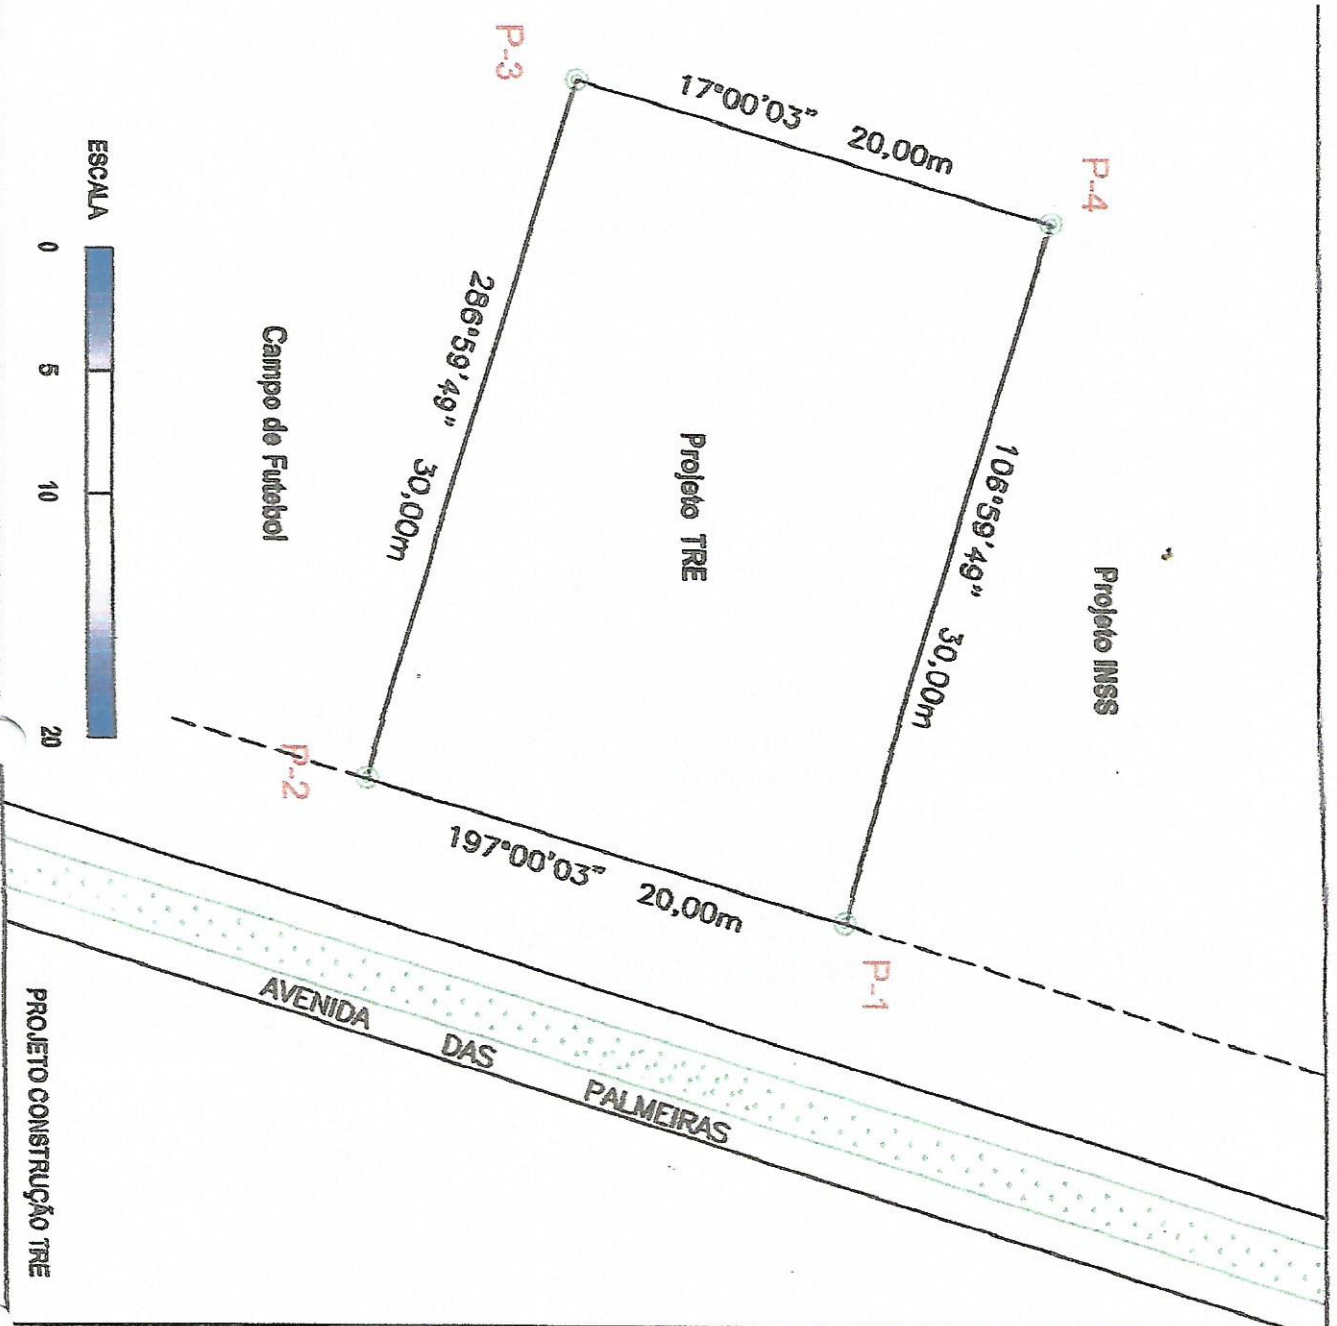 P-3
17°00'03" 20,00m
P-4
286°59'49" 30,00m
106°59'49" 30,00m
Projeto TRE
Projeto INSS
Campo de Futebol
P-2
197°00'03" 20,00m
P-1
AVENIDA DAS PALMEIRAS
ESCALA
0 5 10 20
PROJETO CONSTRUÇÃO TRE